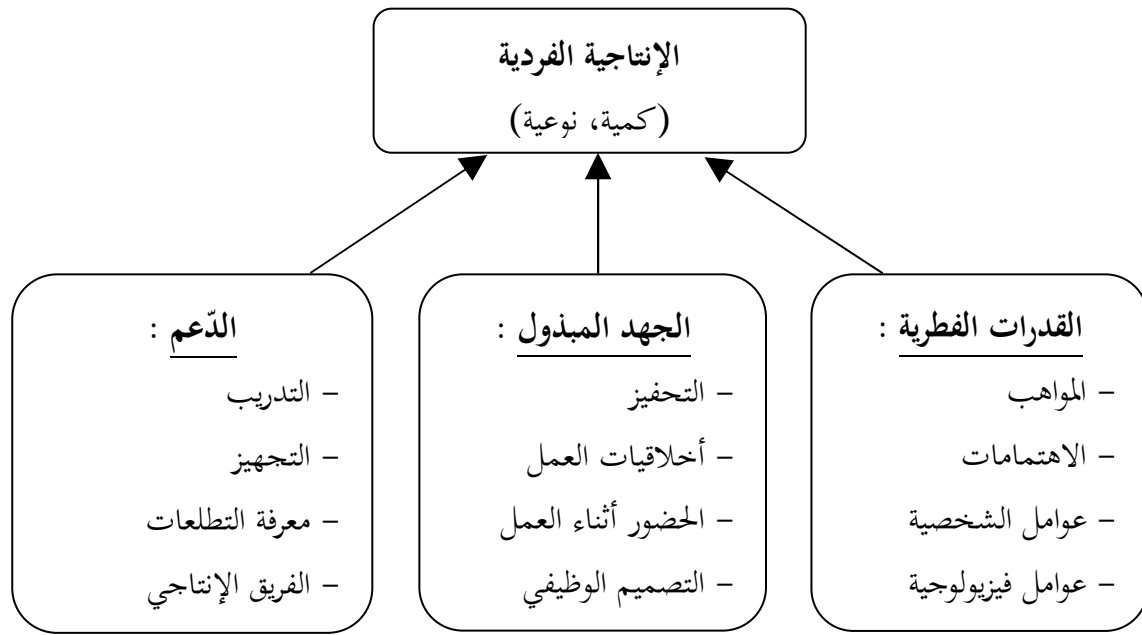 الإنتاجية الفردية
(كمية، نوعية)
القدرات الفطرية :
– المواهب
– الاهتمامات
– عوامل الشخصية
– عوامل فيزيولوجية
الجهد المبذول :
– التحفيز
– أخلاقيات العمل
– الحضور أثناء العمل
– التصميم الوظيفي
الدّعم :
– التدريب
– التجهيز
– معرفة التطلعات
– الفريق الإنتاجي